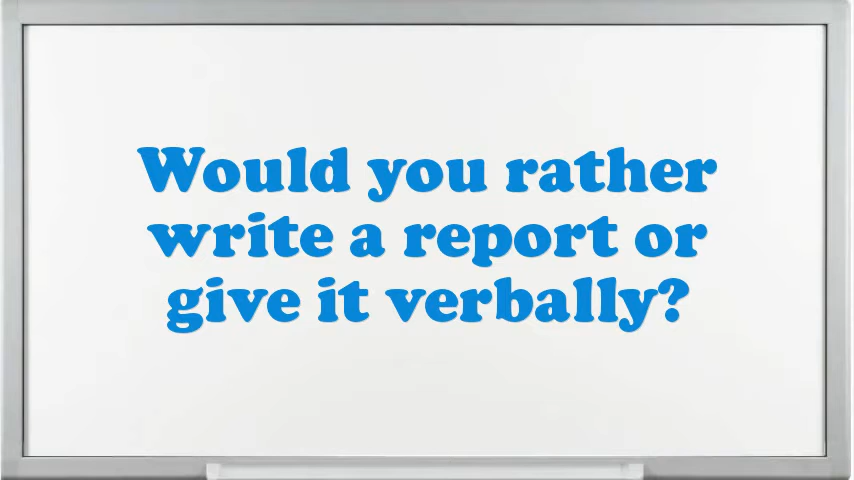 Would you rather
write a report or
give it verbally?